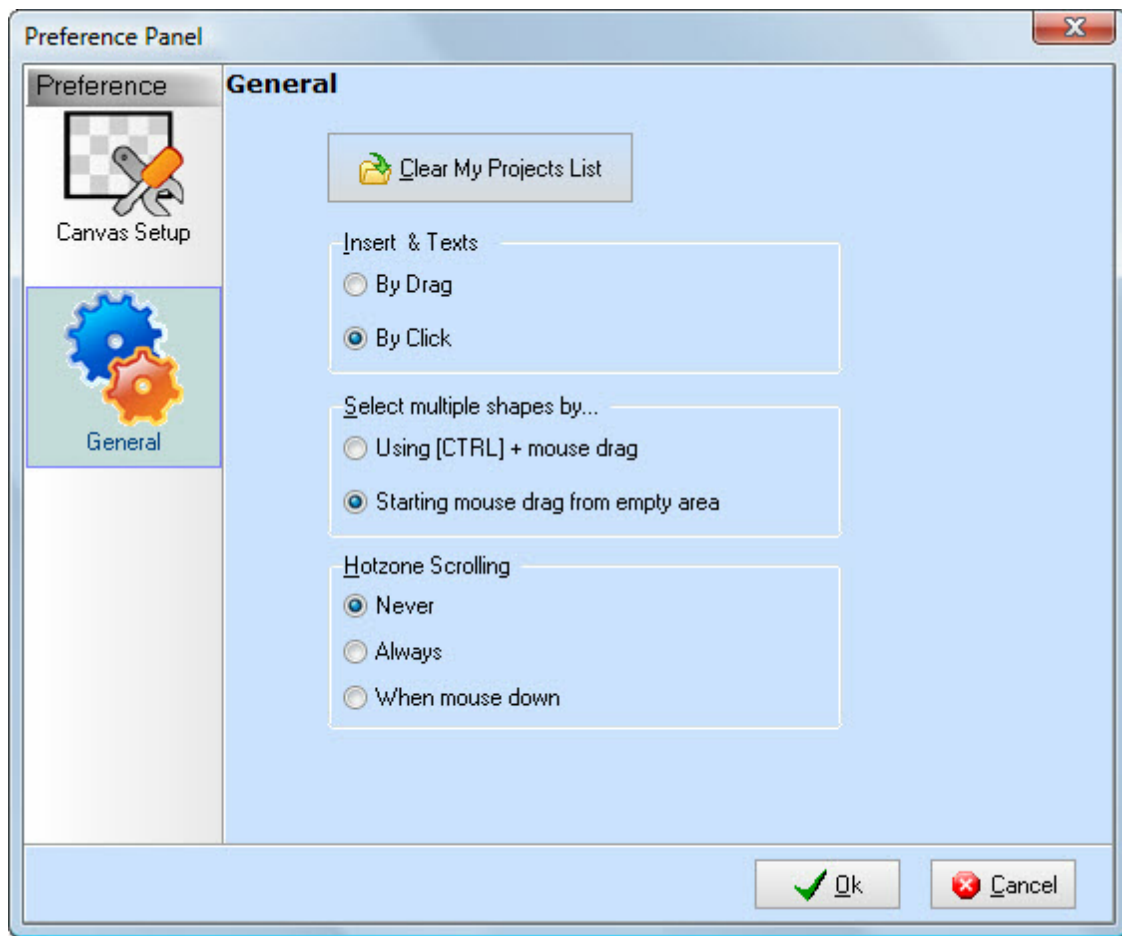 Preference Panel
Preference
Canvas Setup
General
General
Clear My Projects List
Insert & Texts
By Drag
By Click
Select multiple shapes by...
Using [CTRL] + mouse drag
Starting mouse drag from empty area
Hotzone Scrolling
Never
Always
When mouse down
Ok
Cancel